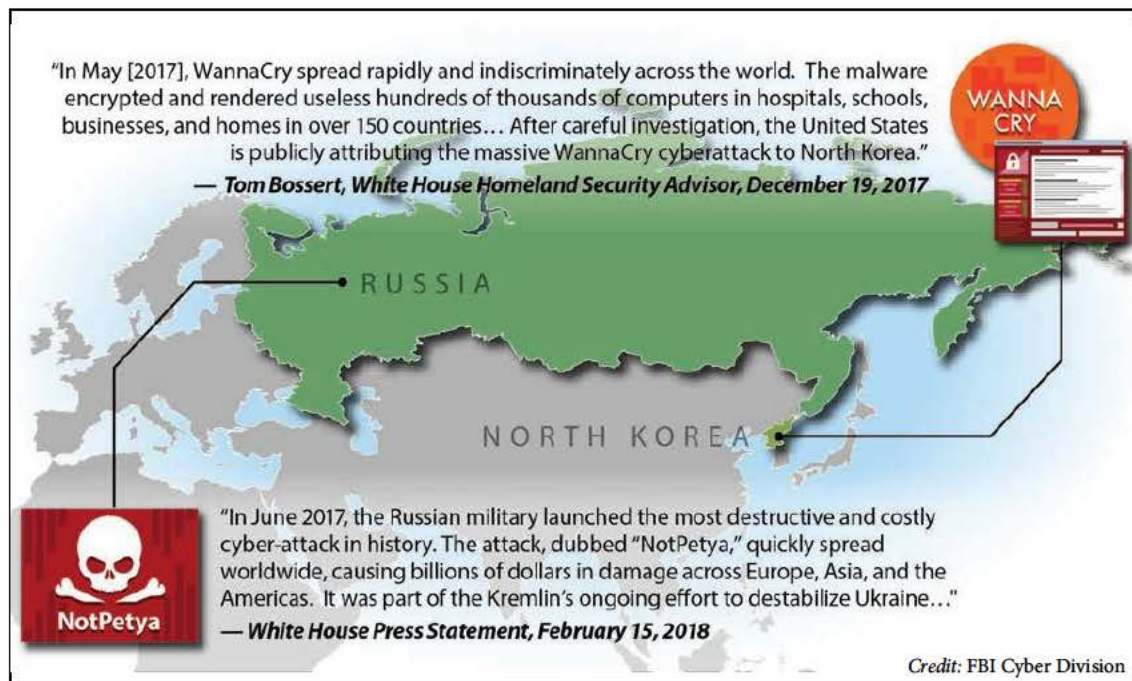 “In May [2017], WannaCry spread rapidly and indiscriminately across the world. The malware
encrypted and rendered useless hundreds of thousands of computers in hospitals, schools,
businesses, and homes in over 150 countries… After careful investigation, the United States
is publicly attributing the massive WannaCry cyberattack to North Korea.”
— Tom Bossert, White House Homeland Security Advisor, December 19, 2017
WANNA
CRY
RUSSIA
NORTH KOREA
“In June 2017, the Russian military launched the most destructive and costly
cyber-attack in history. The attack, dubbed “NotPetya,” quickly spread
worldwide, causing billions of dollars in damage across Europe, Asia, and the
Americas. It was part of the Kremlin’s ongoing effort to destabilize Ukraine…"
— White House Press Statement, February 15, 2018
NotPetya
Credit: FBI Cyber Division